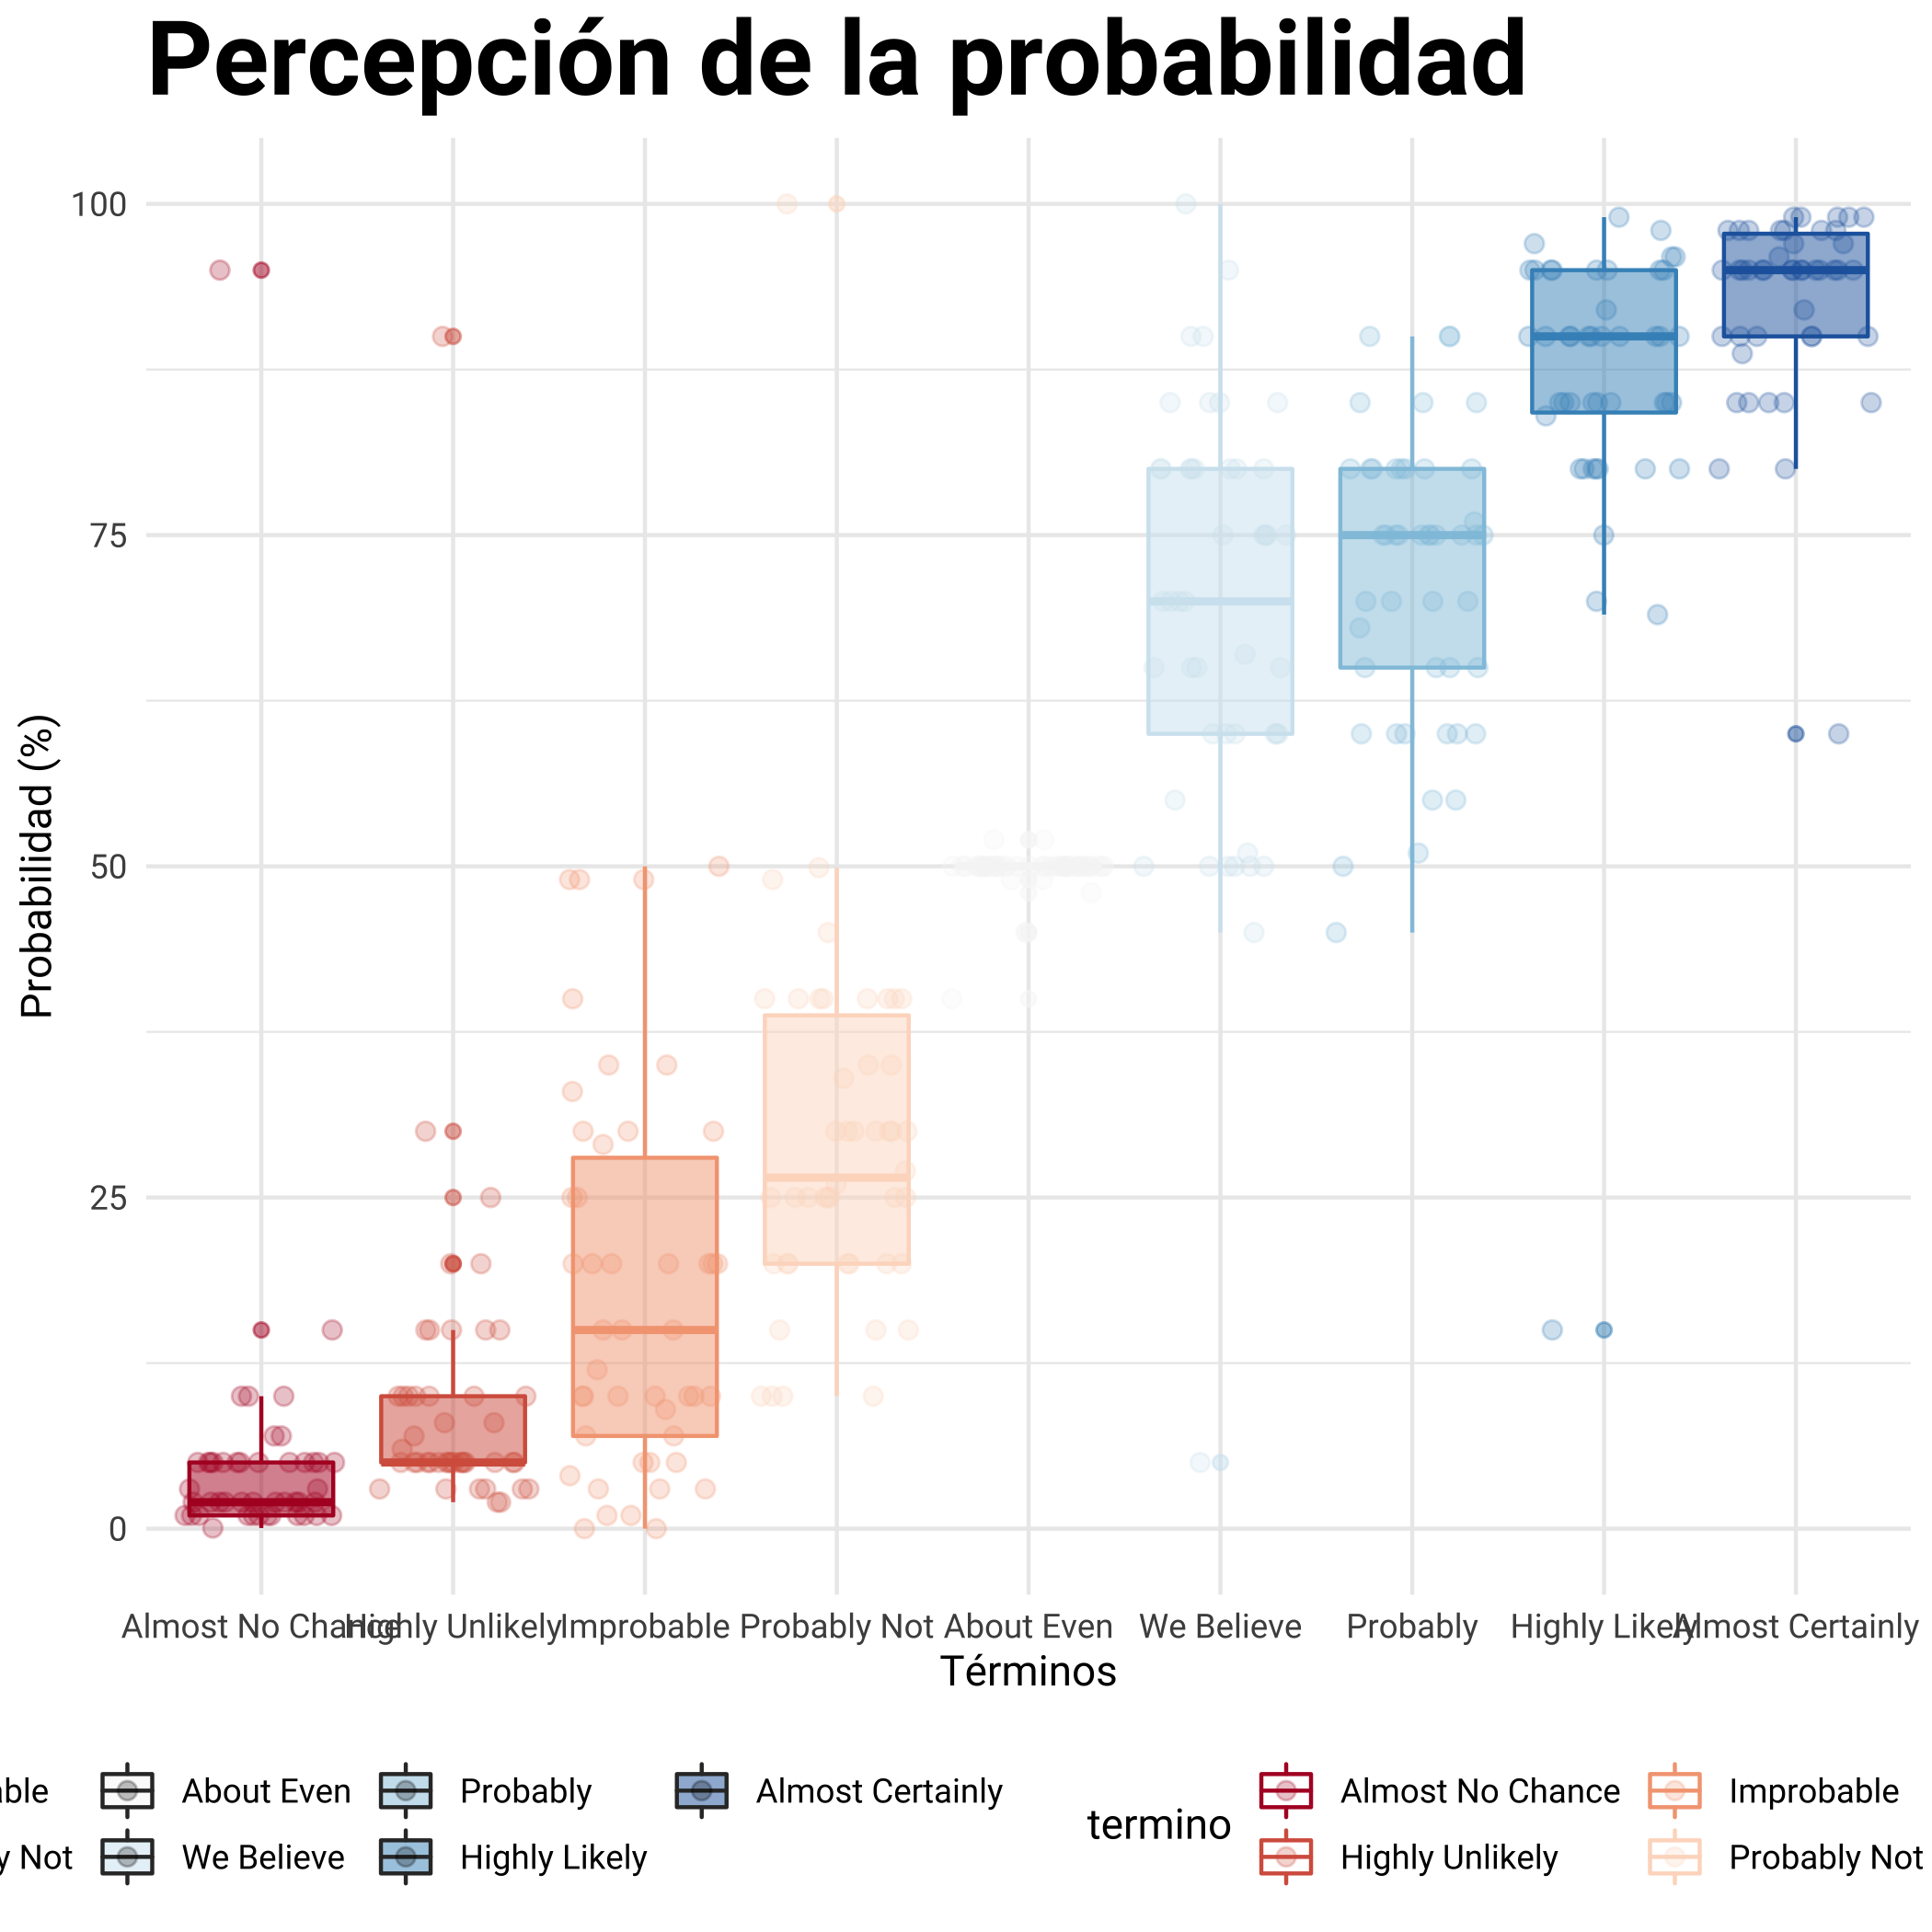 Percepción de la probabilidad
100
75
50
25
0
Probabilidad (%)
Almost No Chance Highly Unlikely Improbable Probably Not About Even We Believe Probably Highly Likely Almost Certainly
Términos
able About Even Probably Almost Certainly termino Almost No Chance Improbable
y Not We Believe Highly Likely Highly Unlikely Probably Not